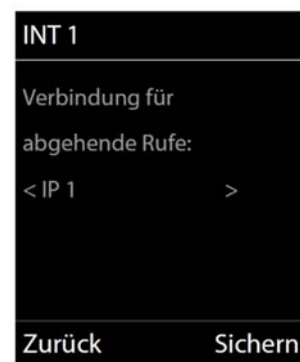 INT 1
Verbindung für
abgehende Rufe:
< IP 1 >
Zurück Sichern